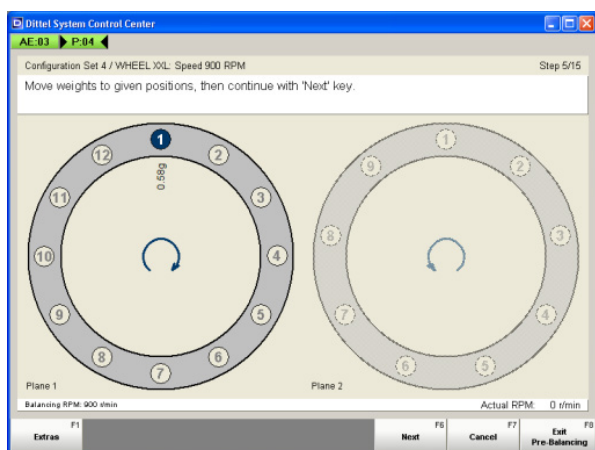 Dittel System Control Center
AE:03 P:04
Configuration Set 4 / WHEEL XXL: Speed 900 RPM Step 5/15
Move weights to given positions, then continue with 'Next' key.
1 2 3 4 5 6 7 8 9 10 11 12
0.58g
1 2 3 4 5 6 7 8 9
Plane 1 Plane 2
Balancing RPM: 900 r/min Actual RPM: 0 r/min
F1 F6 F7 F8
Extras Next Cancel Exit
Pre-Balancing